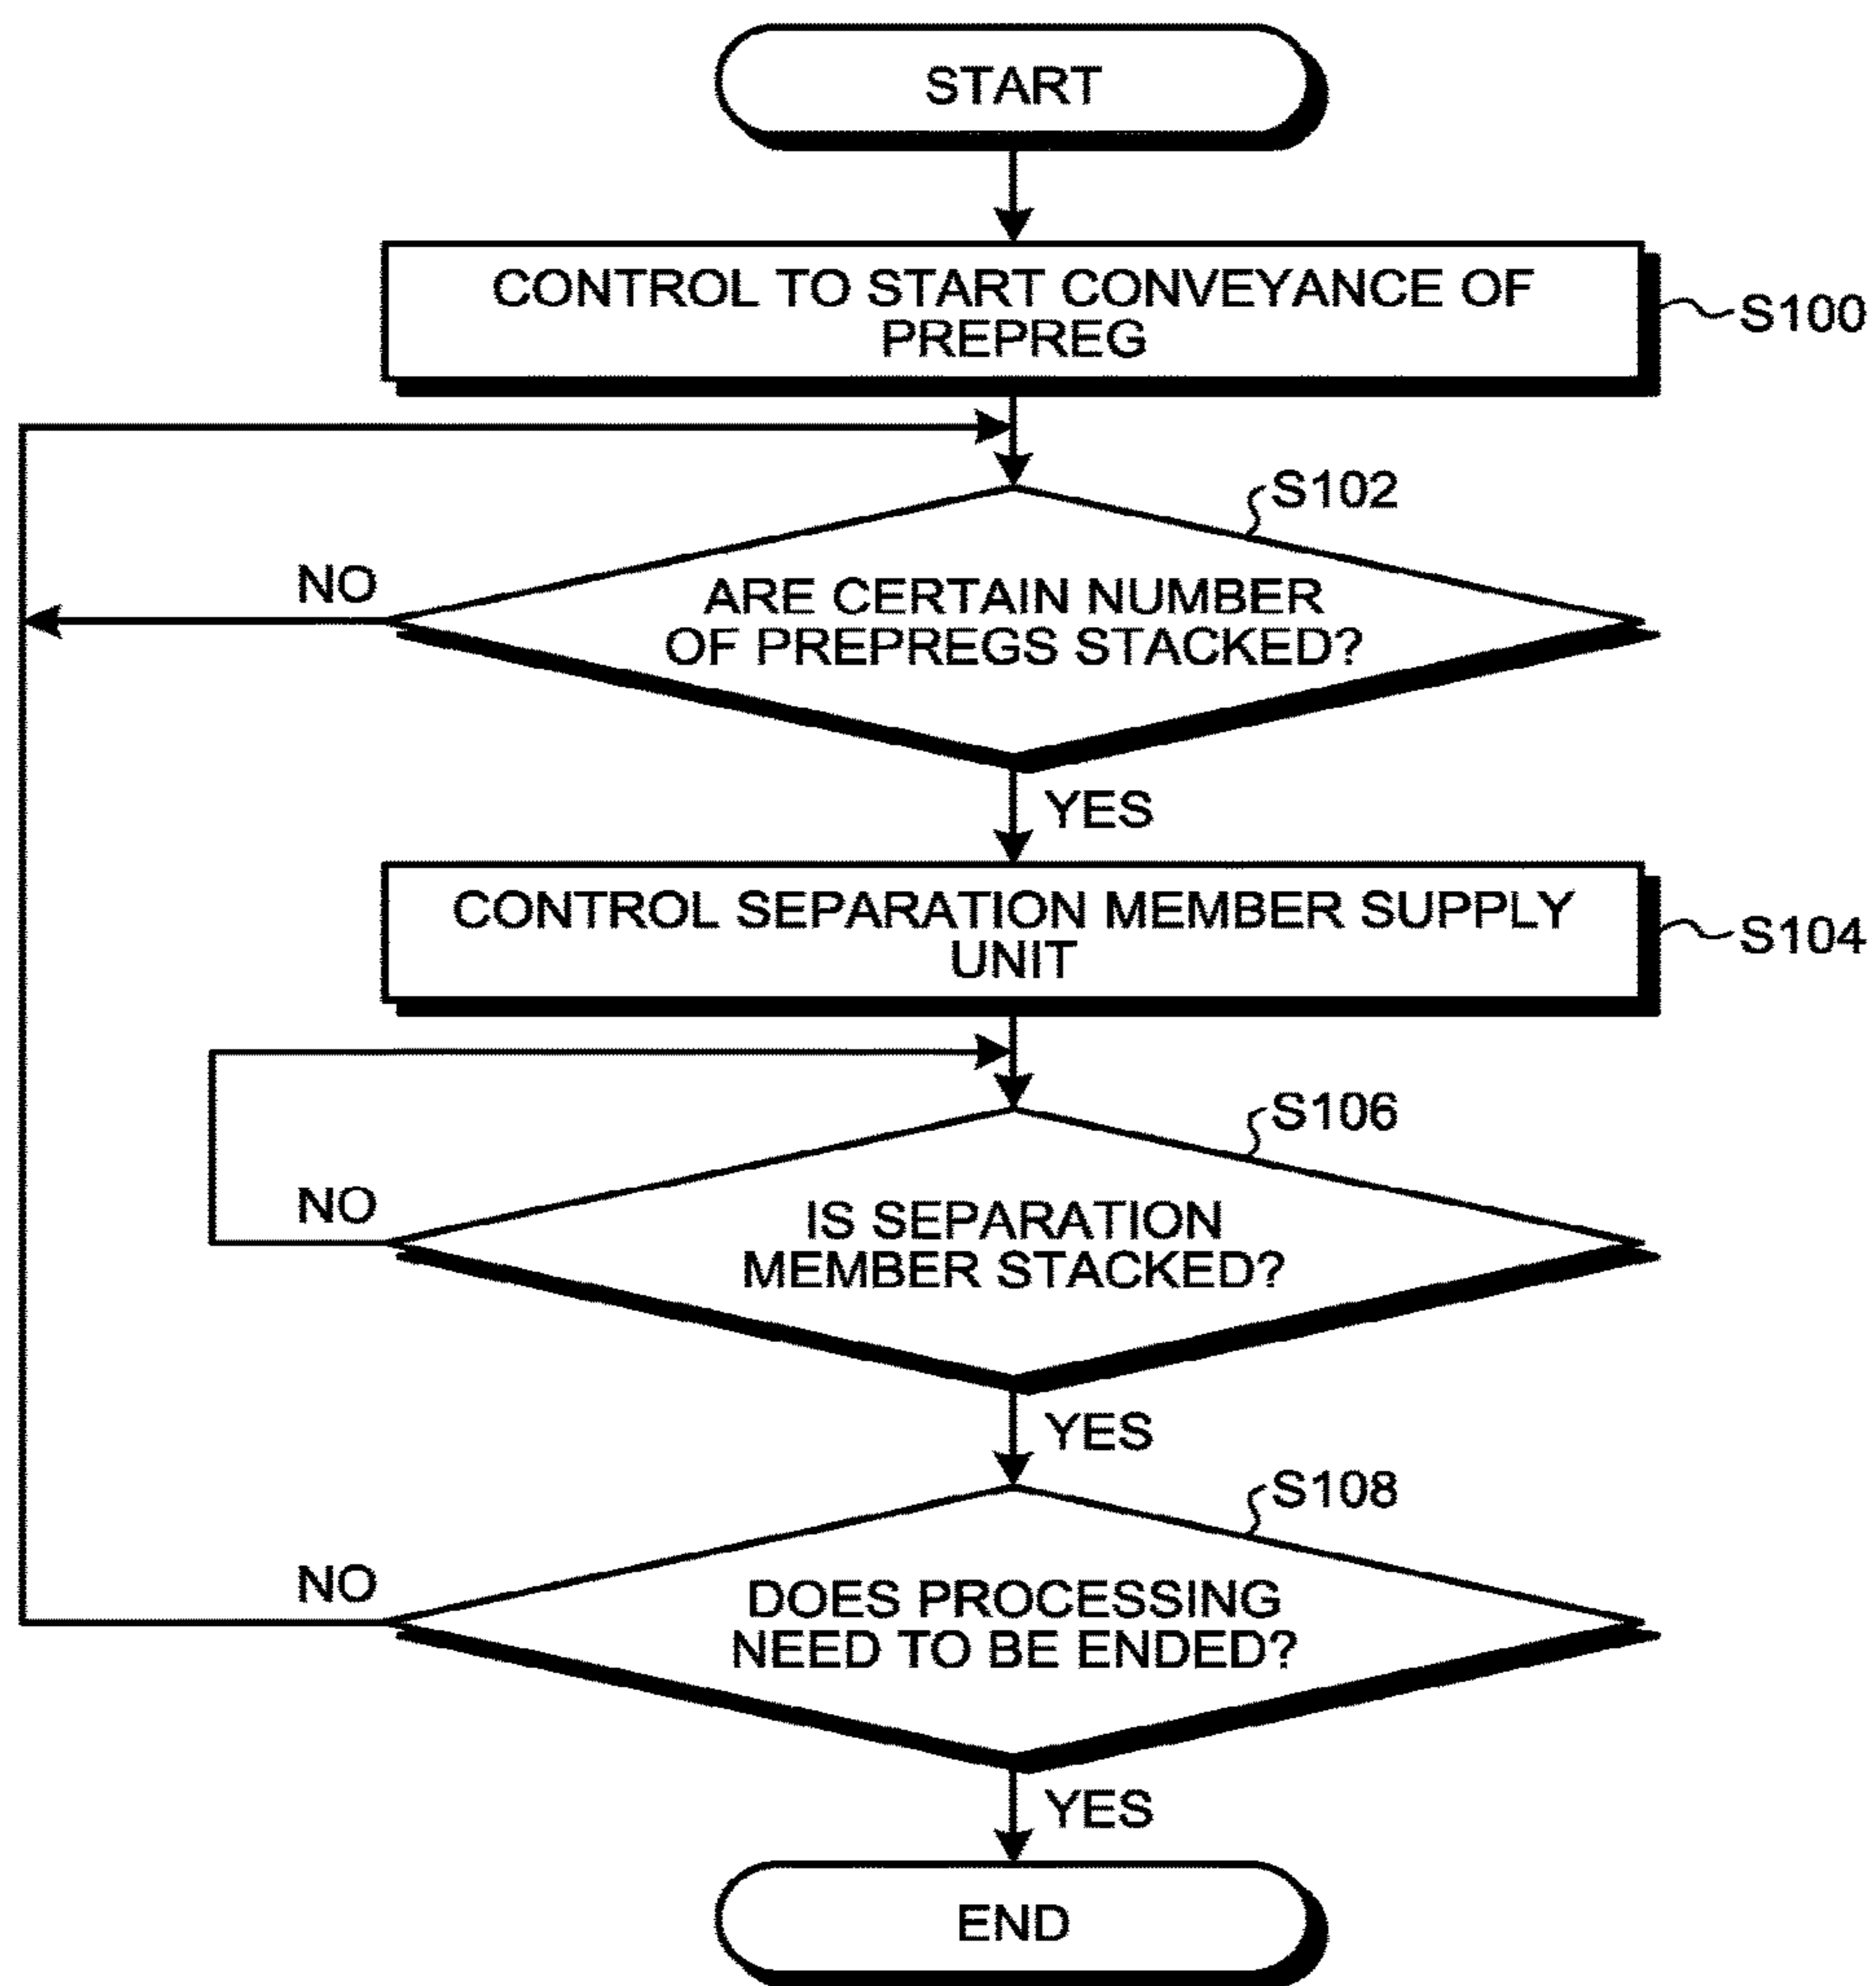 START
CONTROL TO START CONVEYANCE OF
PREPREG
S100
S102
NO
ARE CERTAIN NUMBER
OF PREPREGS STACKED?
YES
CONTROL SEPARATION MEMBER SUPPLY
UNIT
S104
S106
NO
IS SEPARATION
MEMBER STACKED?
YES
S108
NO
DOES PROCESSING
NEED TO BE ENDED?
YES
END